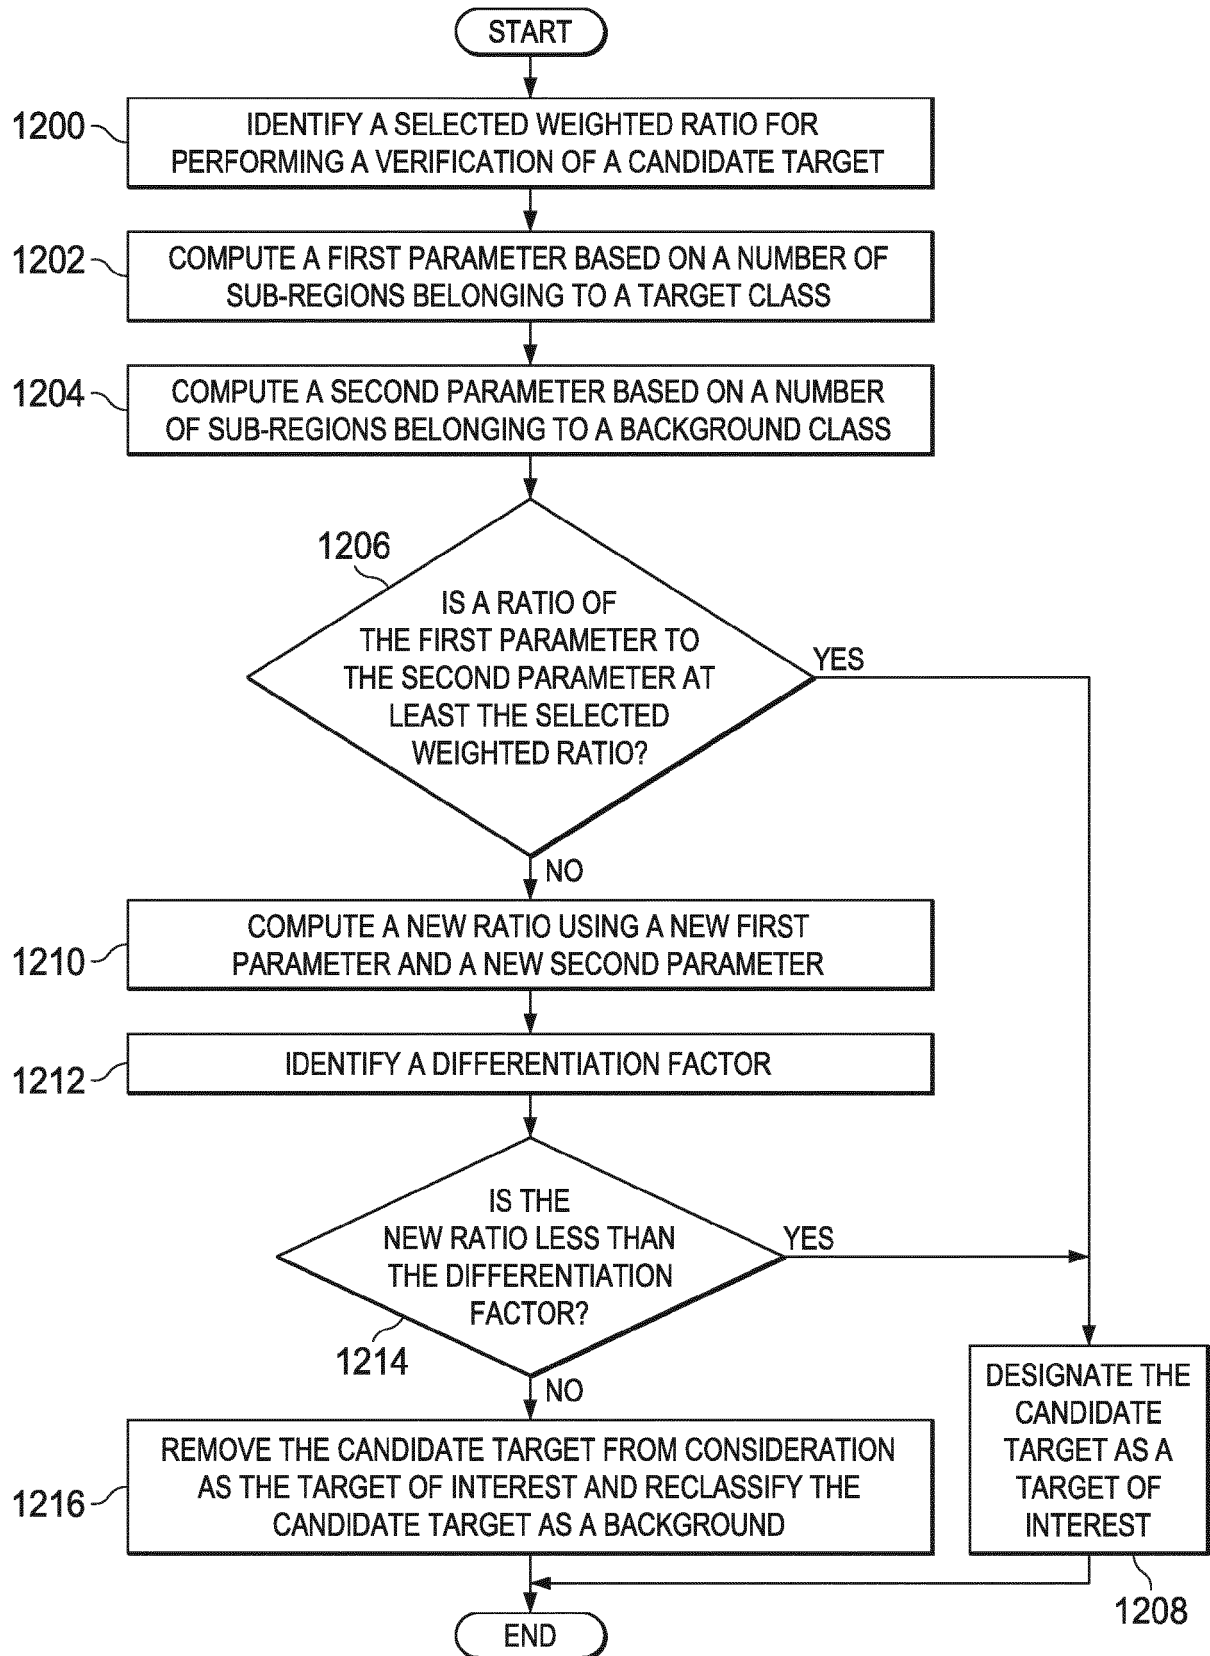 START
1200
IDENTIFY A SELECTED WEIGHTED RATIO FOR
PERFORMING A VERIFICATION OF A CANDIDATE TARGET
1202
COMPUTE A FIRST PARAMETER BASED ON A NUMBER OF
SUB-REGIONS BELONGING TO A TARGET CLASS
1204
COMPUTE A SECOND PARAMETER BASED ON A NUMBER
OF SUB-REGIONS BELONGING TO A BACKGROUND CLASS
1206
IS A RATIO OF
THE FIRST PARAMETER TO
THE SECOND PARAMETER AT
LEAST THE SELECTED
WEIGHTED RATIO?
YES
NO
1210
COMPUTE A NEW RATIO USING A NEW FIRST
PARAMETER AND A NEW SECOND PARAMETER
1212
IDENTIFY A DIFFERENTIATION FACTOR
IS THE
NEW RATIO LESS THAN
THE DIFFERENTIATION
FACTOR?
YES
1214
NO
1216
REMOVE THE CANDIDATE TARGET FROM CONSIDERATION
AS THE TARGET OF INTEREST AND RECLASSIFY THE
CANDIDATE TARGET AS A BACKGROUND
DESIGNATE THE
CANDIDATE
TARGET AS A
TARGET OF
INTEREST
1208
END